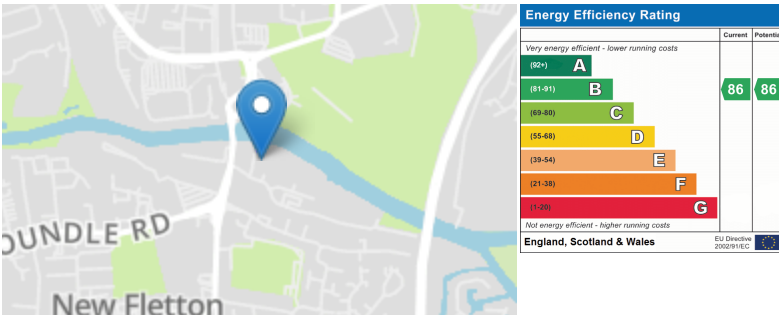 OUNDLE RD
New Fletton
Energy Efficiency Rating
Current Potentia
Very energy efficient - lower running costs
(92+) A
(81-91) B 86 86
(69-80) C
(55-68) D
(39-54) E
(21-38) F
(1-20) G
Not energy efficient - higher running costs
England, Scotland & Wales
EU Directive
2002/91/EC